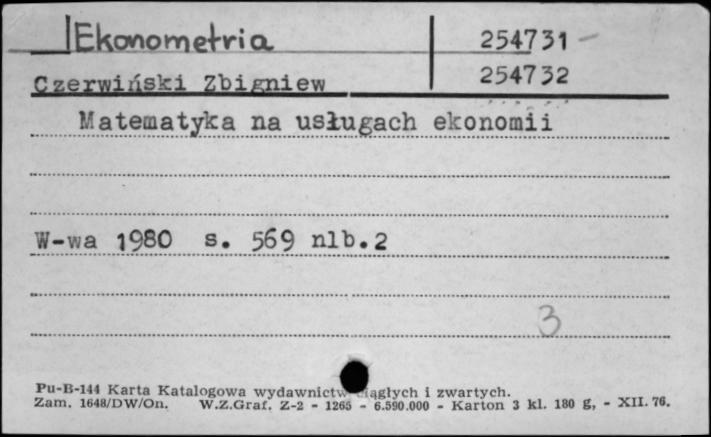 Ekonometria 254731
Czerwiński Zbigniew 254732
Matematyka na usługach ekonomii
W-wa 1980 s. 569 nlb.2
3
Pu-B-144 Karta Katalogowa wydawnictw ciągłych i zwartych.
Zam. 1648/DW/On. W.Z.Graf. Z-2 - 1265 - 6.590.000 - Karton 3 kl. 180 g, - XII. 76.